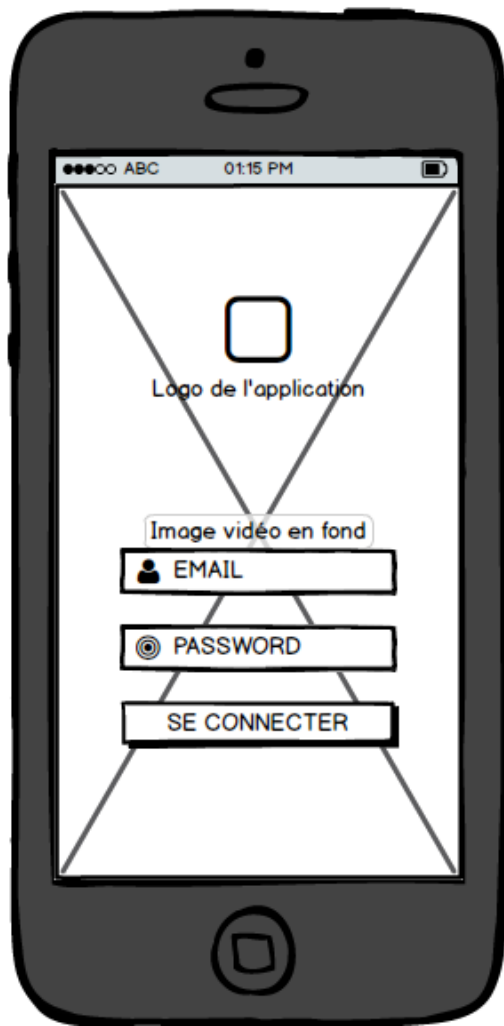 ABC 01:15 PM
Logo de l'application
Image vidéo en fond
EMAIL
PASSWORD
SE CONNECTER